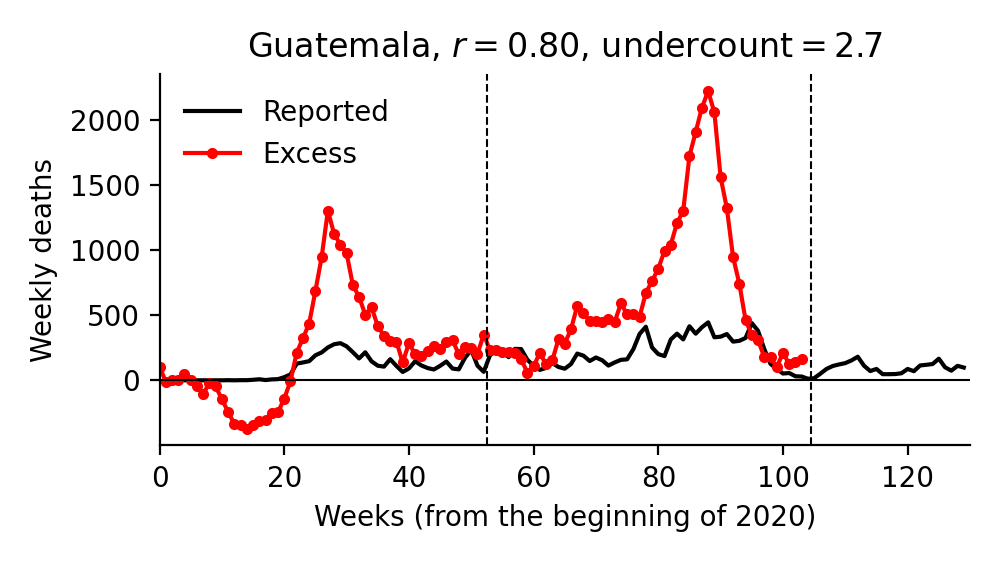 Guatemala, r = 0.80, undercount = 2.7
Reported
Excess
2000
1500
1000
500
0
Weekly deaths
0 20 40 60 80 100 120
Weeks (from the beginning of 2020)